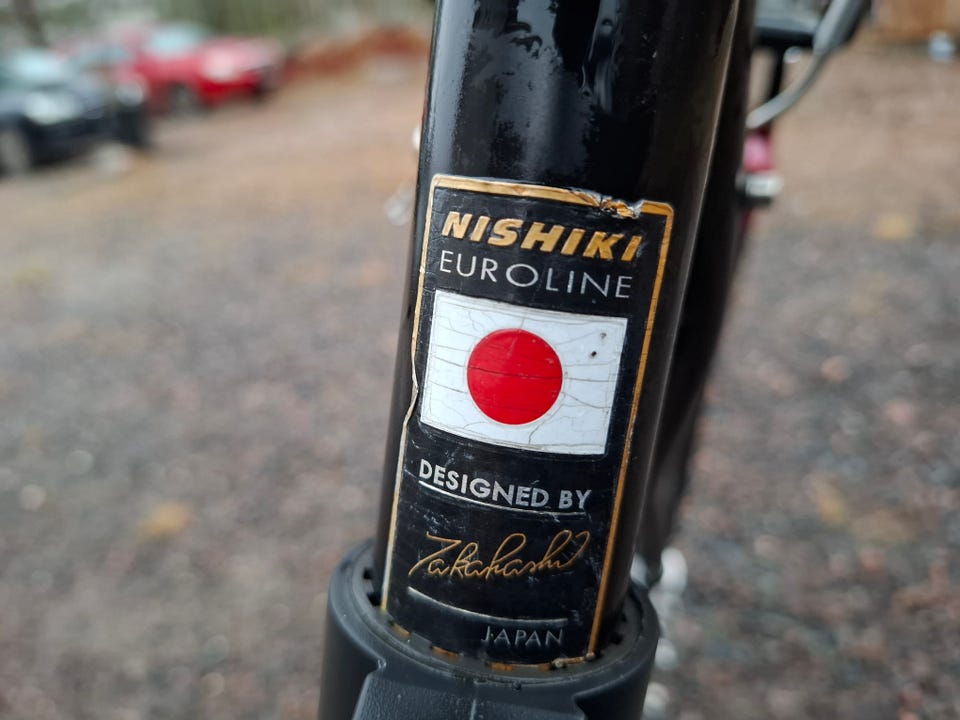 NISHIKI
EUROLINE
DESIGNED BY
Takahashi
JAPAN